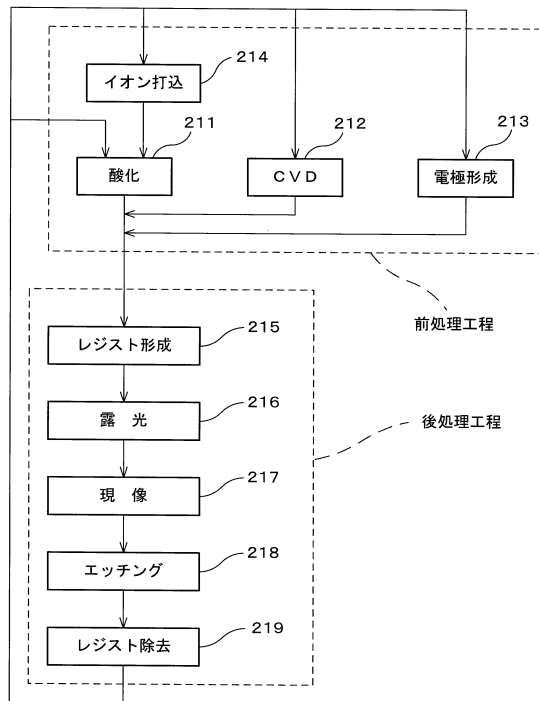 214
イオン打込
211
212
213
酸化
CVD
電極形成
前処理工程
215
レジスト形成
216
露 光
後処理工程
217
現 像
218
エッチング
219
レジスト除去